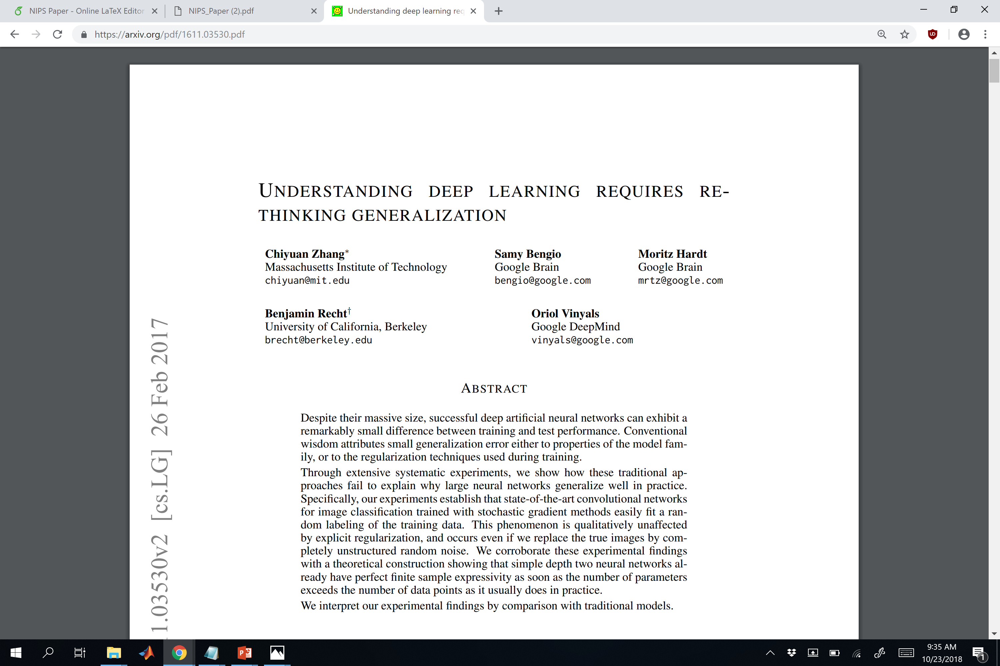 NIPS Paper - Online LaTeX Editor
NIPS_Paper (2).pdf
Understanding deep learning req
https://arxiv.org/pdf/1611.03530.pdf
UNDERSTANDING DEEP LEARNING REQUIRES RE-
THINKING GENERALIZATION
Chiyuan Zhang*
Massachusetts Institute of Technology
chiyuan@mit.edu
Samy Bengio
Google Brain
bengio@google.com
Moritz Hardt
Google Brain
mrtz@google.com
Benjamin Recht†
University of California, Berkeley
brecht@berkeley.edu
Oriol Vinyals
Google DeepMind
vinyals@google.com
ABSTRACT
Despite their massive size, successful deep artificial neural networks can exhibit a
remarkably small difference between training and test performance. Conventional
wisdom attributes small generalization error either to properties of the model fam-
ily, or to the regularization techniques used during training.
Through extensive systematic experiments, we show how these traditional ap-
proaches fail to explain why large neural networks generalize well in practice.
Specifically, our experiments establish that state-of-the-art convolutional networks
for image classification trained with stochastic gradient methods easily fit a ran-
dom labeling of the training data. This phenomenon is qualitatively unaffected
by explicit regularization, and occurs even if we replace the true images by com-
pletely unstructured random noise. We corroborate these experimental findings
with a theoretical construction showing that simple depth two neural networks al-
ready have perfect finite sample expressivity as soon as the number of parameters
exceeds the number of data points as it usually does in practice.
We interpret our experimental findings by comparison with traditional models.
1.03530v2 [cs.LG] 26 Feb 2017
9:35 AM
10/23/2018
1